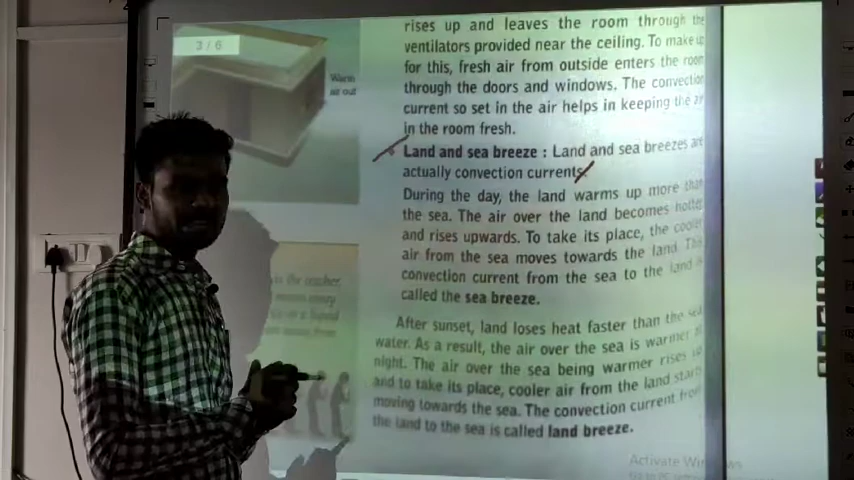 3 / 6
Warm
air out
rises up and leaves the room through the
ventilators provided near the ceiling. To make up
for this, fresh air from outside enters the room
through the doors and windows. The convection
current so set in the air helps in keeping the air
in the room fresh.
Land and sea breeze : Land and sea breezes are
actually convection currents.
During the day, the land warms up more than
the sea. The air over the land becomes hotter
and rises upwards. To take its place, the cooler
air from the sea moves towards the land. The
convection current from the sea to the land is
called the sea breeze.
After sunset, land loses heat faster than the sea
water. As a result, the air over the sea is warmer at
night. The air over the sea being warmer rises up
and to take its place, cooler air from the land starts
moving towards the sea. The convection current from
the land to the sea is called land breeze.
is the teacher
Activate Win